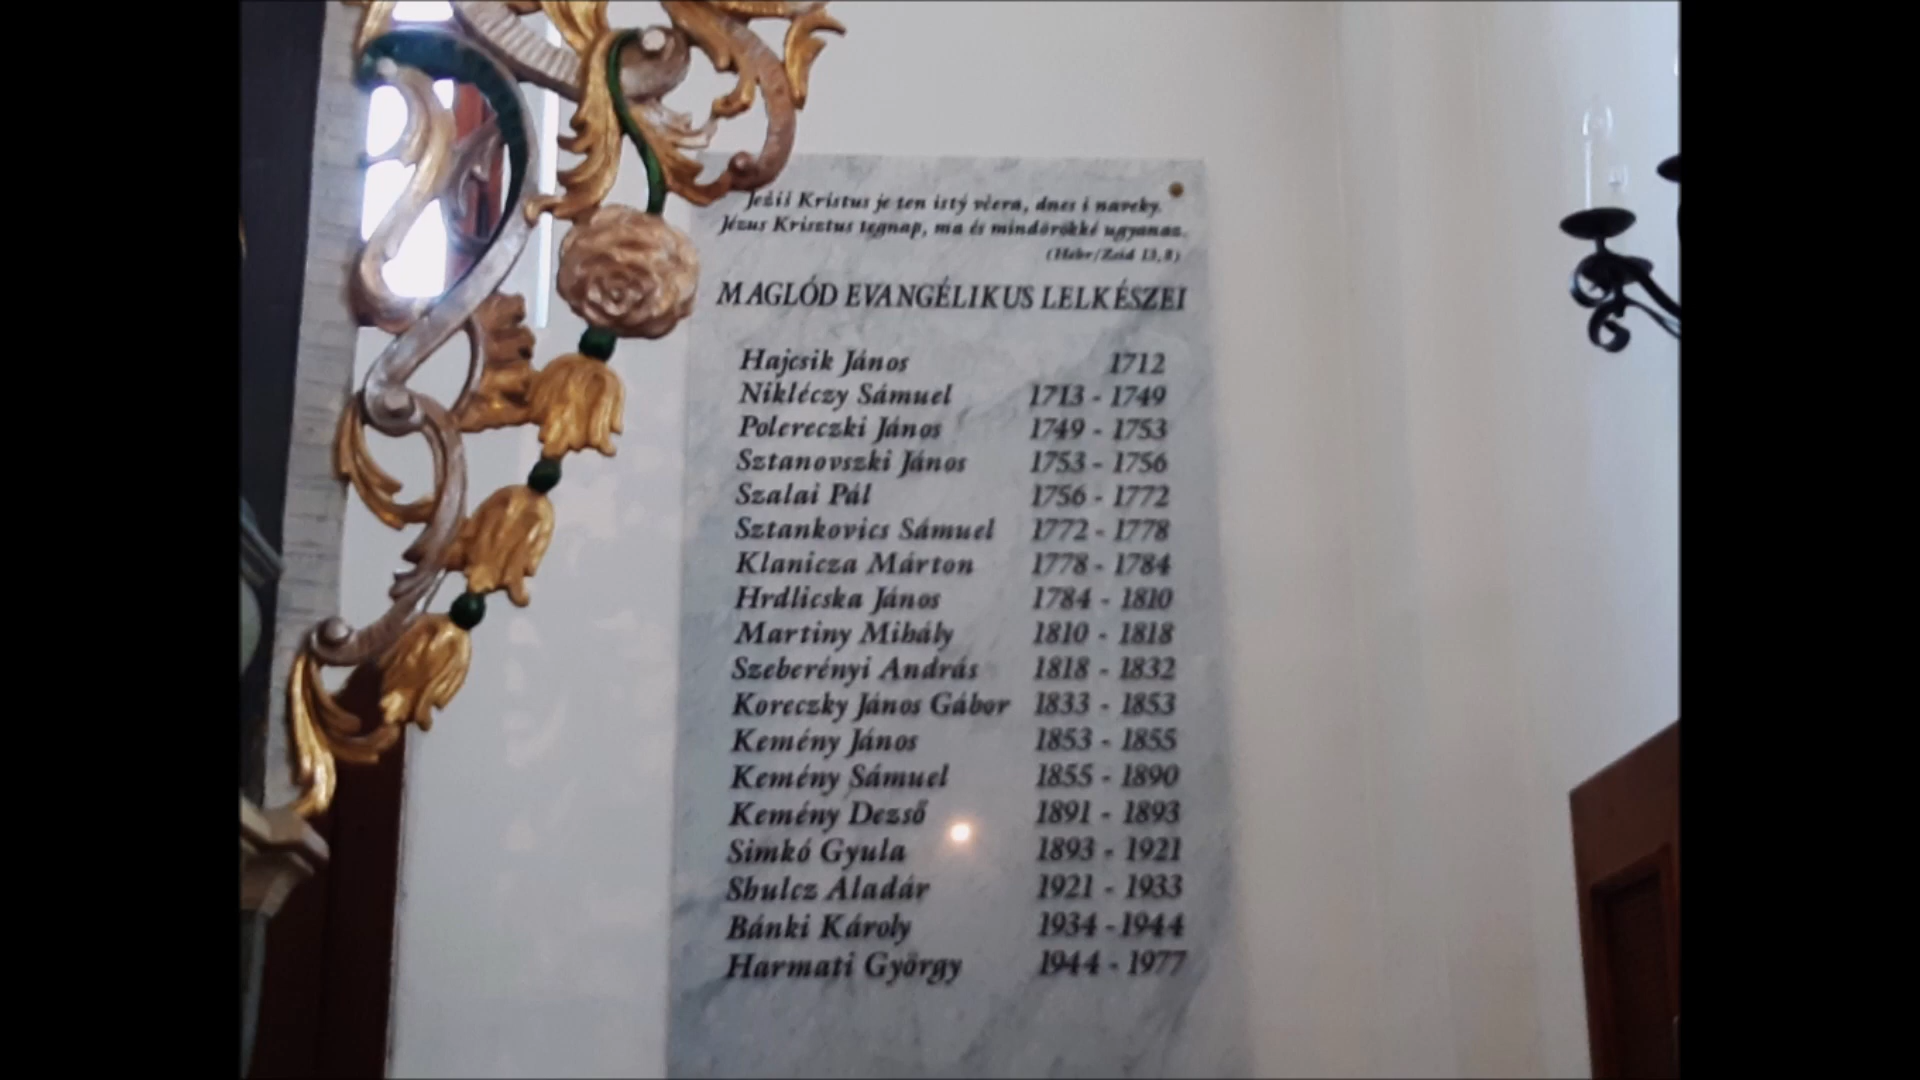 Ježiš Kristus je ten istý včera, dnes i naveky.
Jézus Krisztus tegnap, ma és mindörökké ugyanaz.
(Hebr/Zsid 13,8)
MAGLÓD EVANGÉLIKUS LELKÉSZEI
Hajcsik János 1712
Nikléczy Sámuel 1713 - 1749
Polereczki János 1749 - 1753
Sztanovszki János 1753 - 1756
Szalai Pál 1756 - 1772
Sztankovics Sámuel 1772 - 1778
Klanicza Márton 1778 - 1784
Hrdlicska János 1784 - 1810
Martiny Mihály 1810 - 1818
Szeberényi András 1818 - 1832
Koreczky János Gábor 1833 - 1853
Kemény János 1853 - 1855
Kemény Sámuel 1855 - 1890
Kemény Dezső 1891 - 1893
Simkó Gyula 1893 - 1921
Shulcz Aladár 1921 - 1933
Bánki Károly 1934 - 1944
Harmati György 1944 - 1977